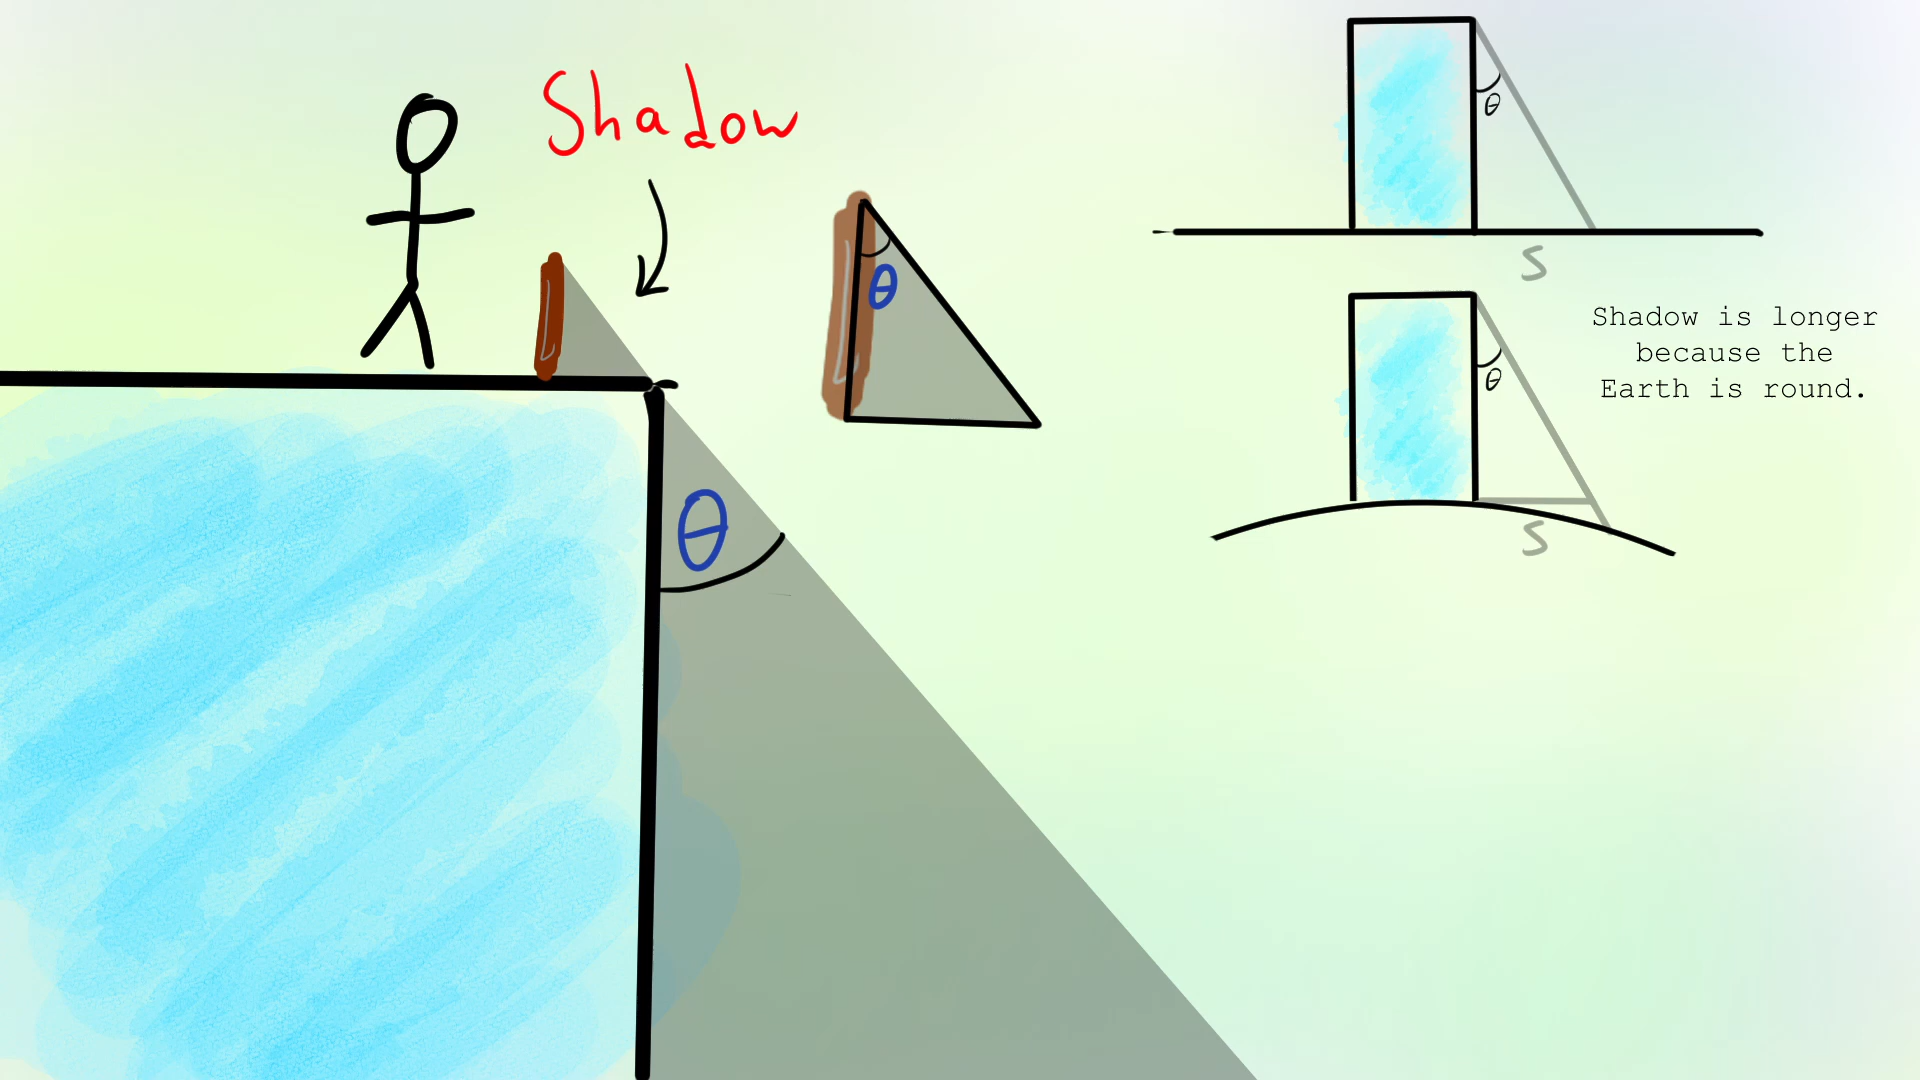 Shadow
θ
θ
θ
S
Shadow is longer
because the
Earth is round.
θ
S